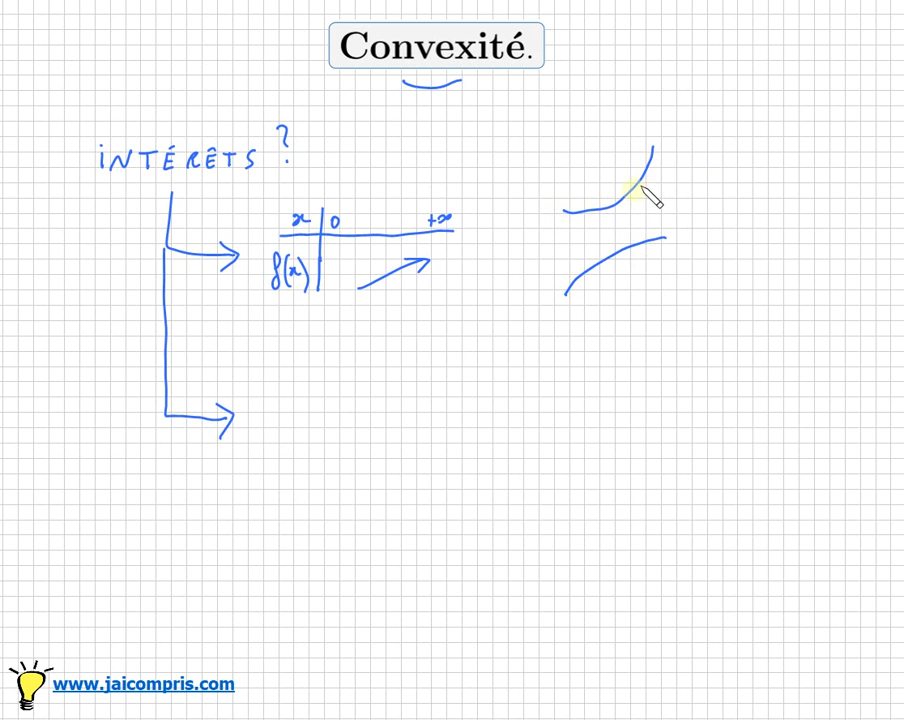 Convexité.
iNTÉRÊTS ?
x 0 +∞
f(x)
www.jaicompris.com